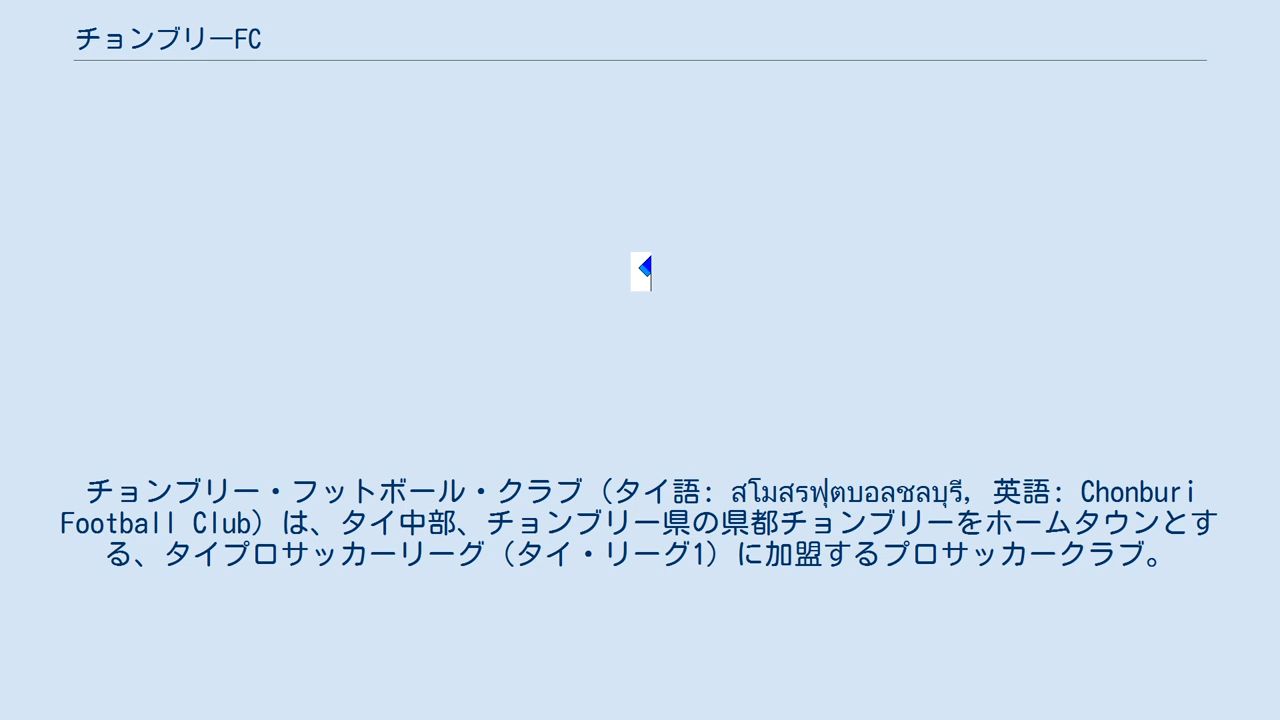 チョンブリーFC
チョンブリー・フットボール・クラブ（タイ語: สโมสรฟุตบอลชลบุรี, 英語: Chonburi
Football Club）は、タイ中部、チョンブリー県の県都チョンブリーをホームタウンとす
る、タイプロサッカーリーグ（タイ・リーグ1）に加盟するプロサッカークラブ。